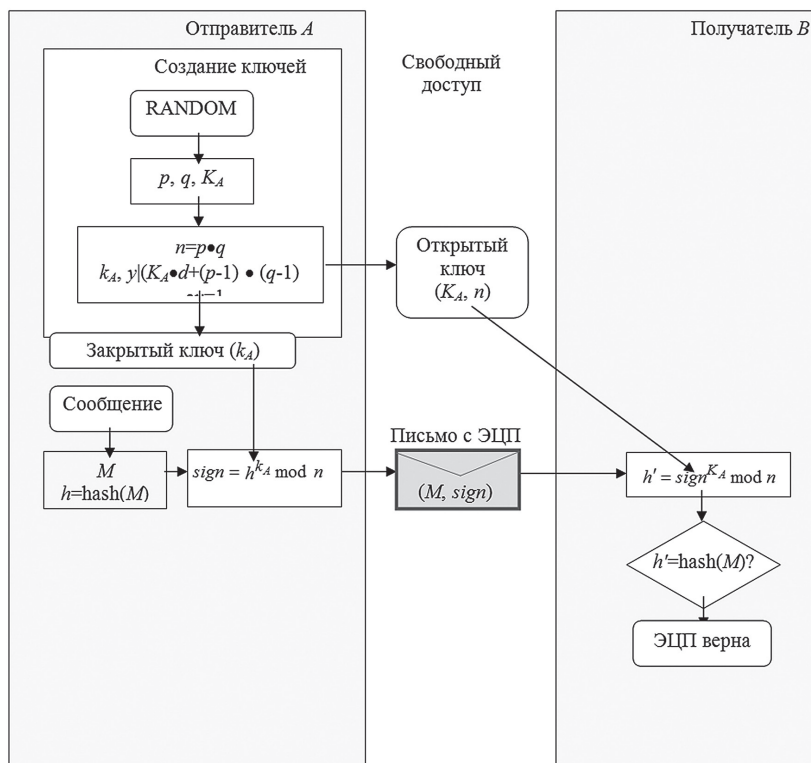 Отправитель A
Создание ключей
RANDOM
p, q, K_A
n=p•q
k_A, y|(K_A•d+(p-1) • (q-1)
Закрытый ключ (k_A)
Сообщение
M
h=hash(M)
sign = h^{k_A} mod n
Свободный
доступ
Открытый
ключ
(K_A, n)
Письмо с ЭЦП
(M, sign)
Получатель B
h' = sign^{K_A} mod n
h'=hash(M)?
ЭЦП верна